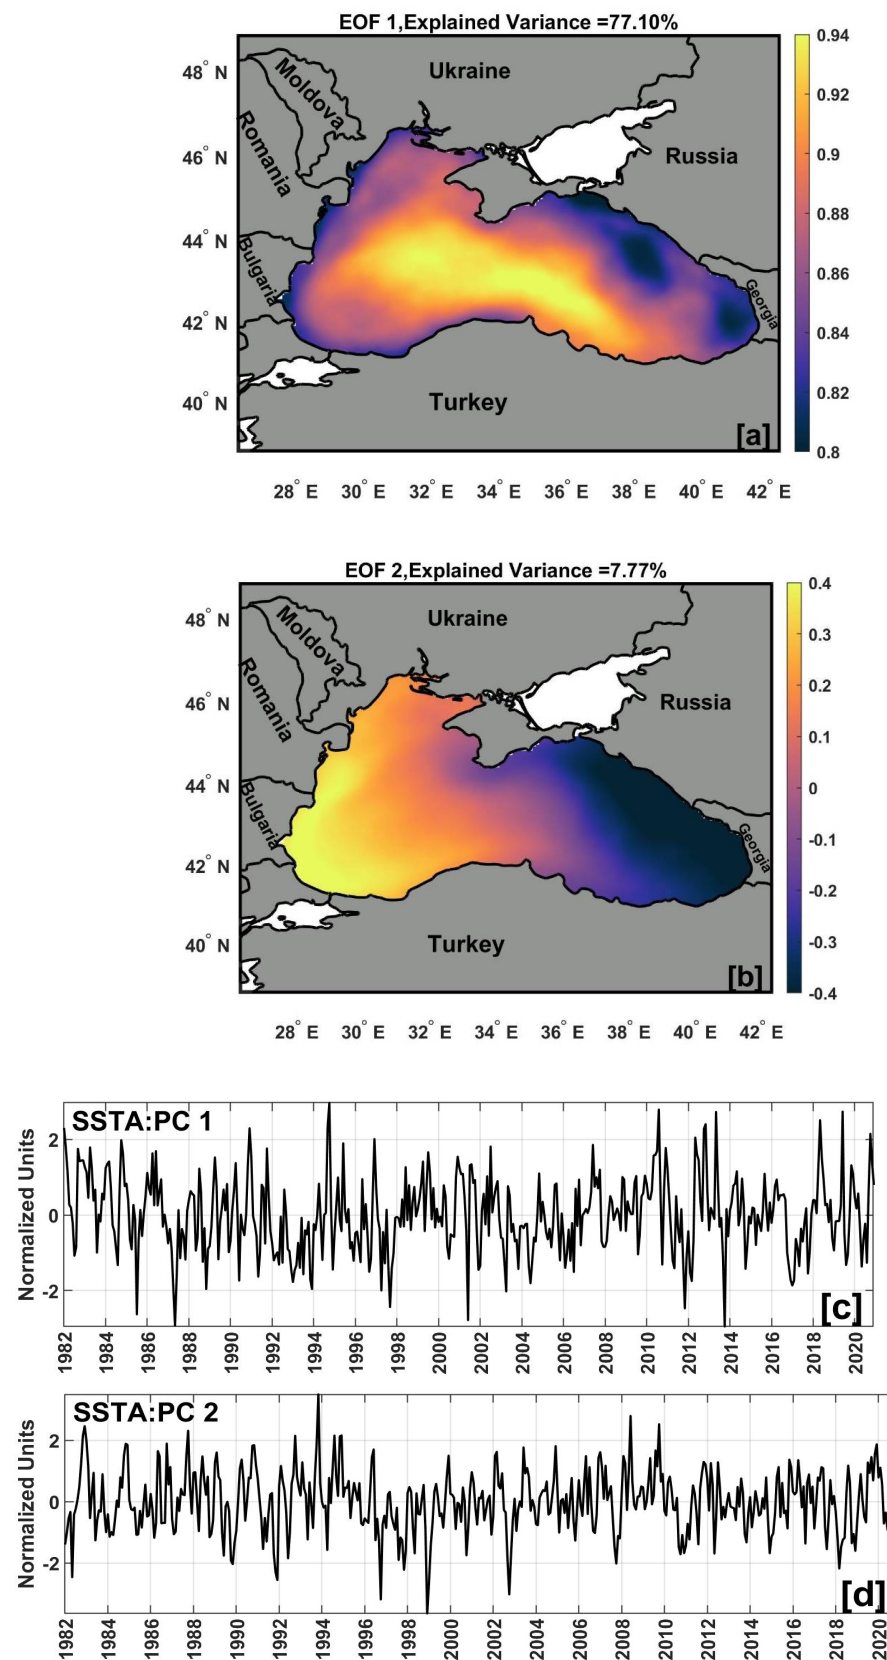 EOF 1,Explained Variance =77.10%
48° N
46° N
44° N
42° N
40° N
Moldova
Ukraine
Romania
Russia
Bulgaria
Georgia
Turkey
[a]
28° E 30° E 32° E 34° E 36° E 38° E 40° E 42° E
0.94
0.92
0.9
0.88
0.86
0.84
0.82
0.8
EOF 2,Explained Variance =7.77%
48° N
46° N
44° N
42° N
40° N
Moldova
Ukraine
Romania
Russia
Bulgaria
Georgia
Turkey
[b]
28° E 30° E 32° E 34° E 36° E 38° E 40° E 42° E
0.4
0.3
0.2
0.1
0
-0.1
-0.2
-0.3
-0.4
SSTA:PC 1
Normalized Units
2
0
-2
[c]
1982 1984 1986 1988 1990 1992 1994 1996 1998 2000 2002 2004 2006 2008 2010 2012 2014 2016 2018 2020
SSTA:PC 2
Normalized Units
2
0
-2
[d]
1982 1984 1986 1988 1990 1992 1994 1996 1998 2000 2002 2004 2006 2008 2010 2012 2014 2016 2018 2020